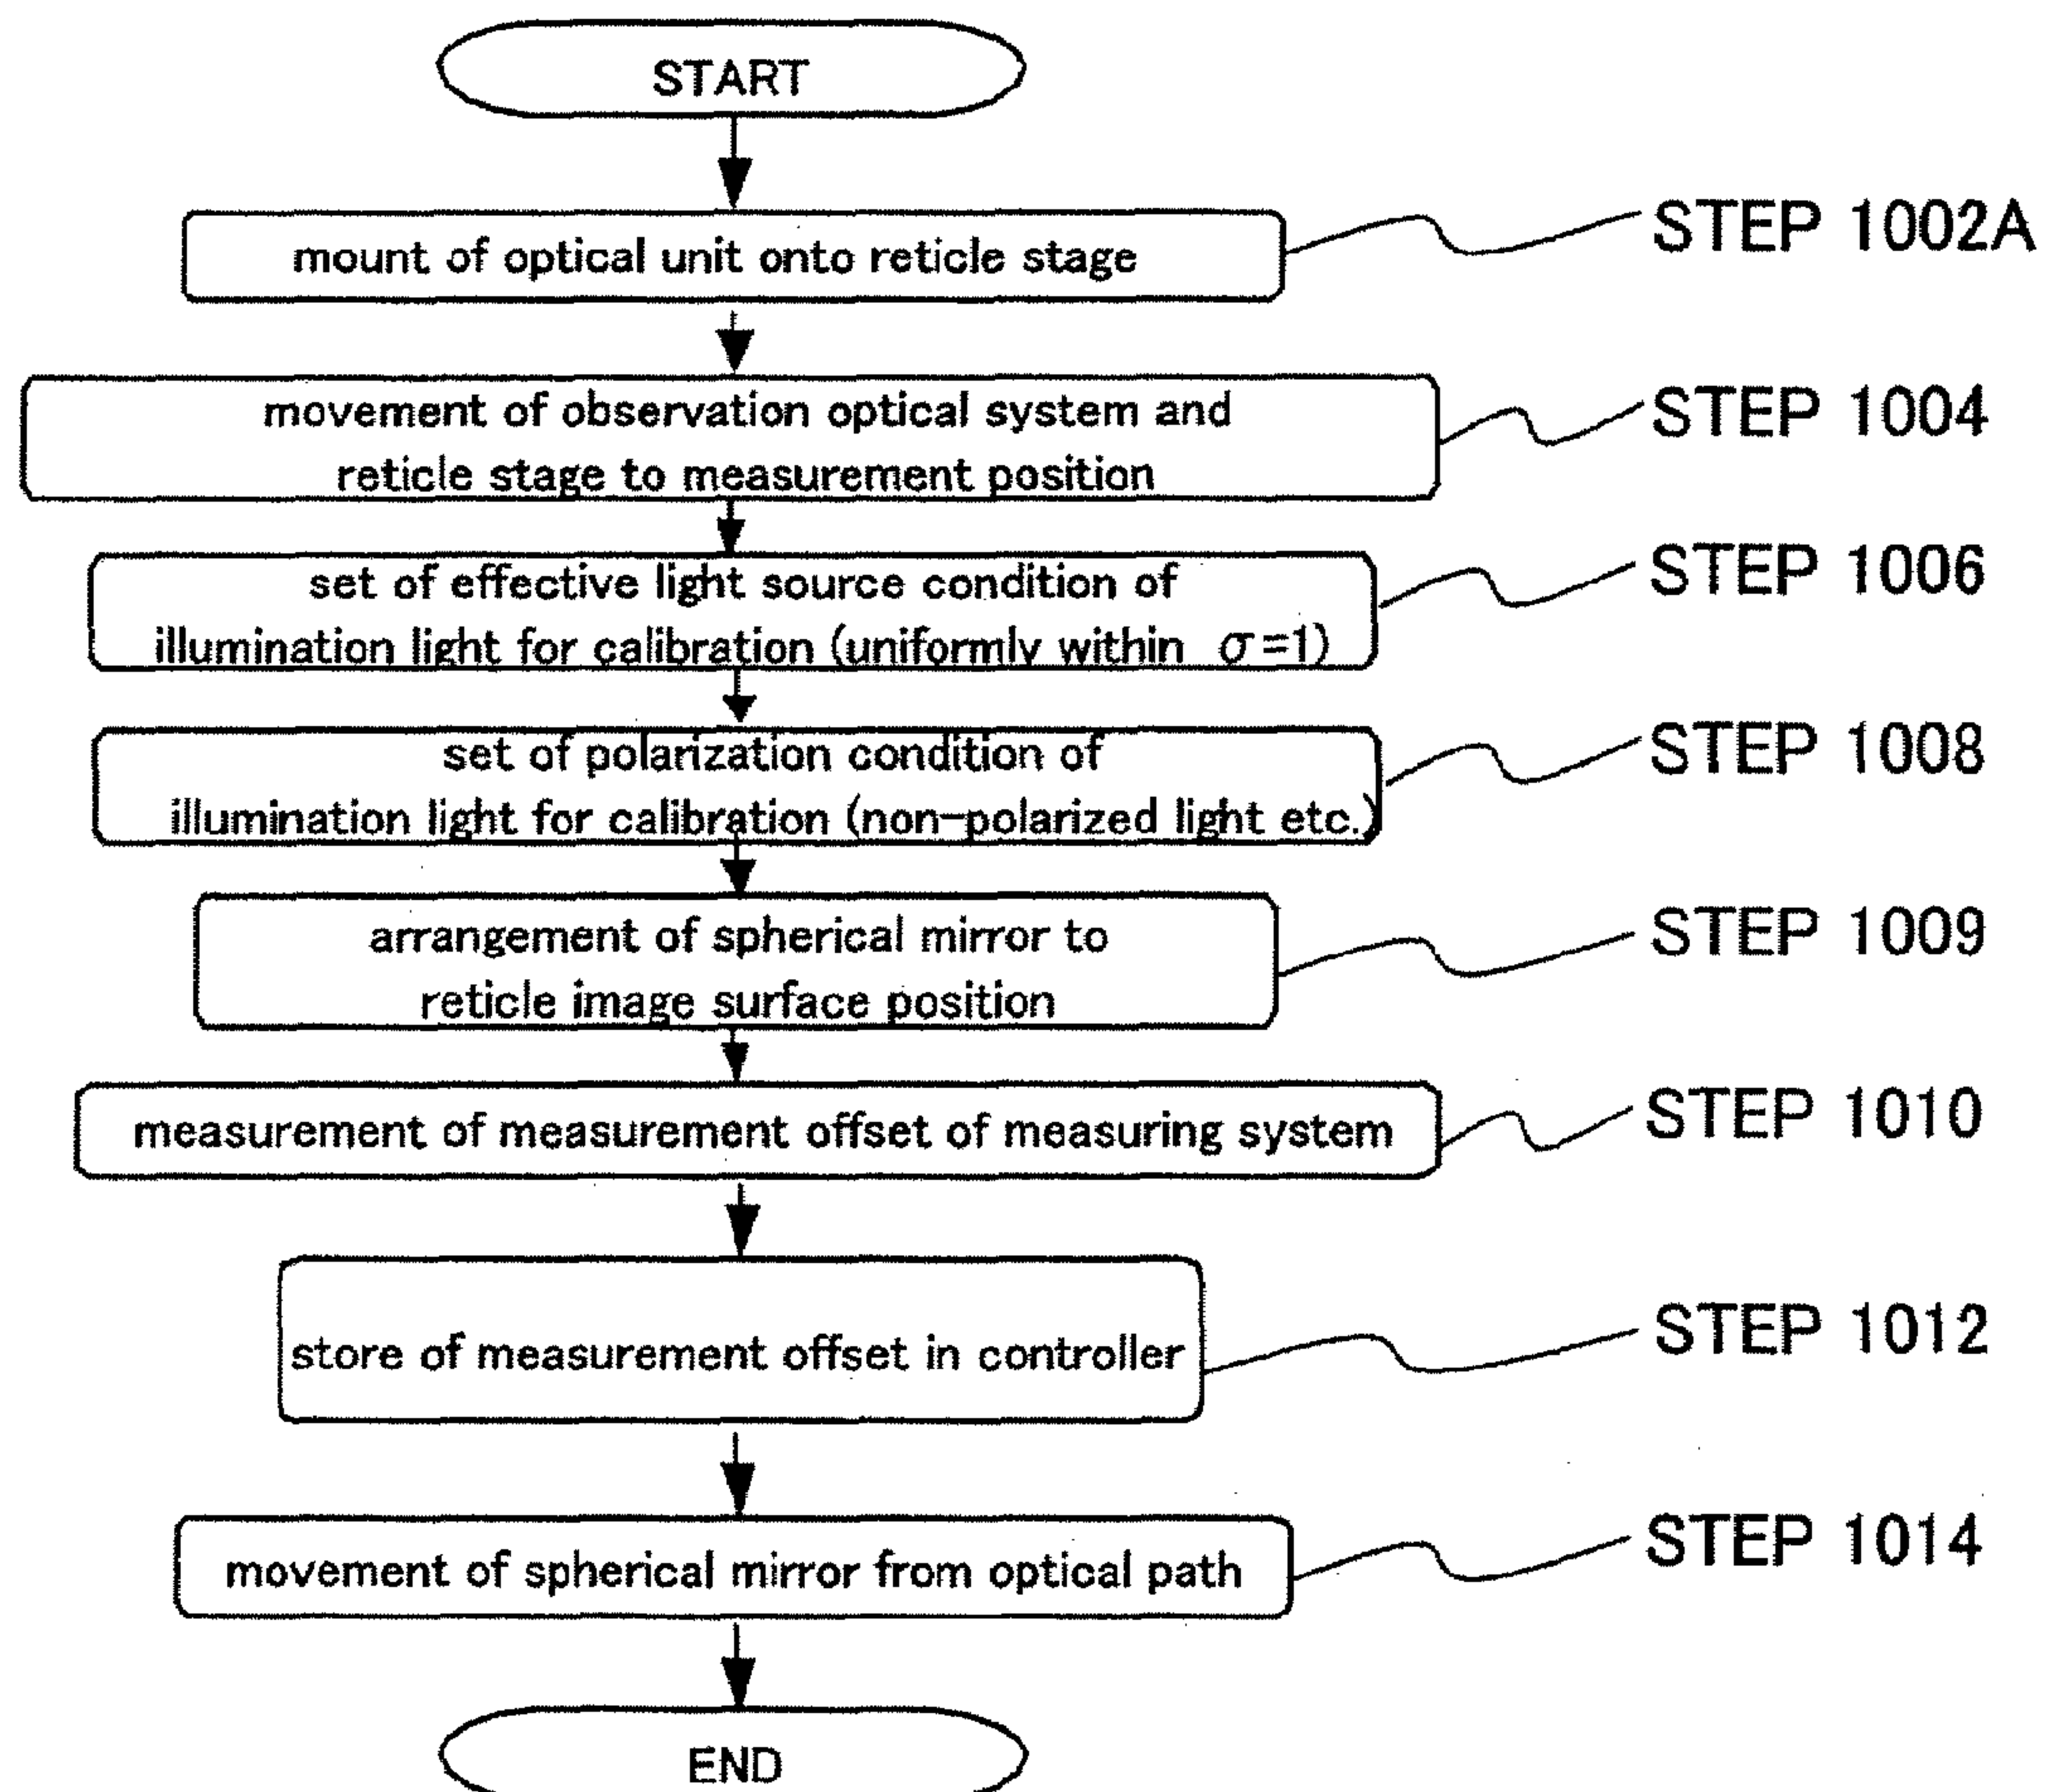 START
mount of optical unit onto reticle stage
STEP 1002A
movement of observation optical system and
reticle stage to measurement position
STEP 1004
set of effective light source condition of
illumination light for calibration (uniformly within σ=1)
STEP 1006
set of polarization condition of
illumination light for calibration (non-polarized light etc.)
STEP 1008
arrangement of spherical mirror to
reticle image surface position
STEP 1009
measurement of measurement offset of measuring system
STEP 1010
store of measurement offset in controller
STEP 1012
movement of spherical mirror from optical path
STEP 1014
END